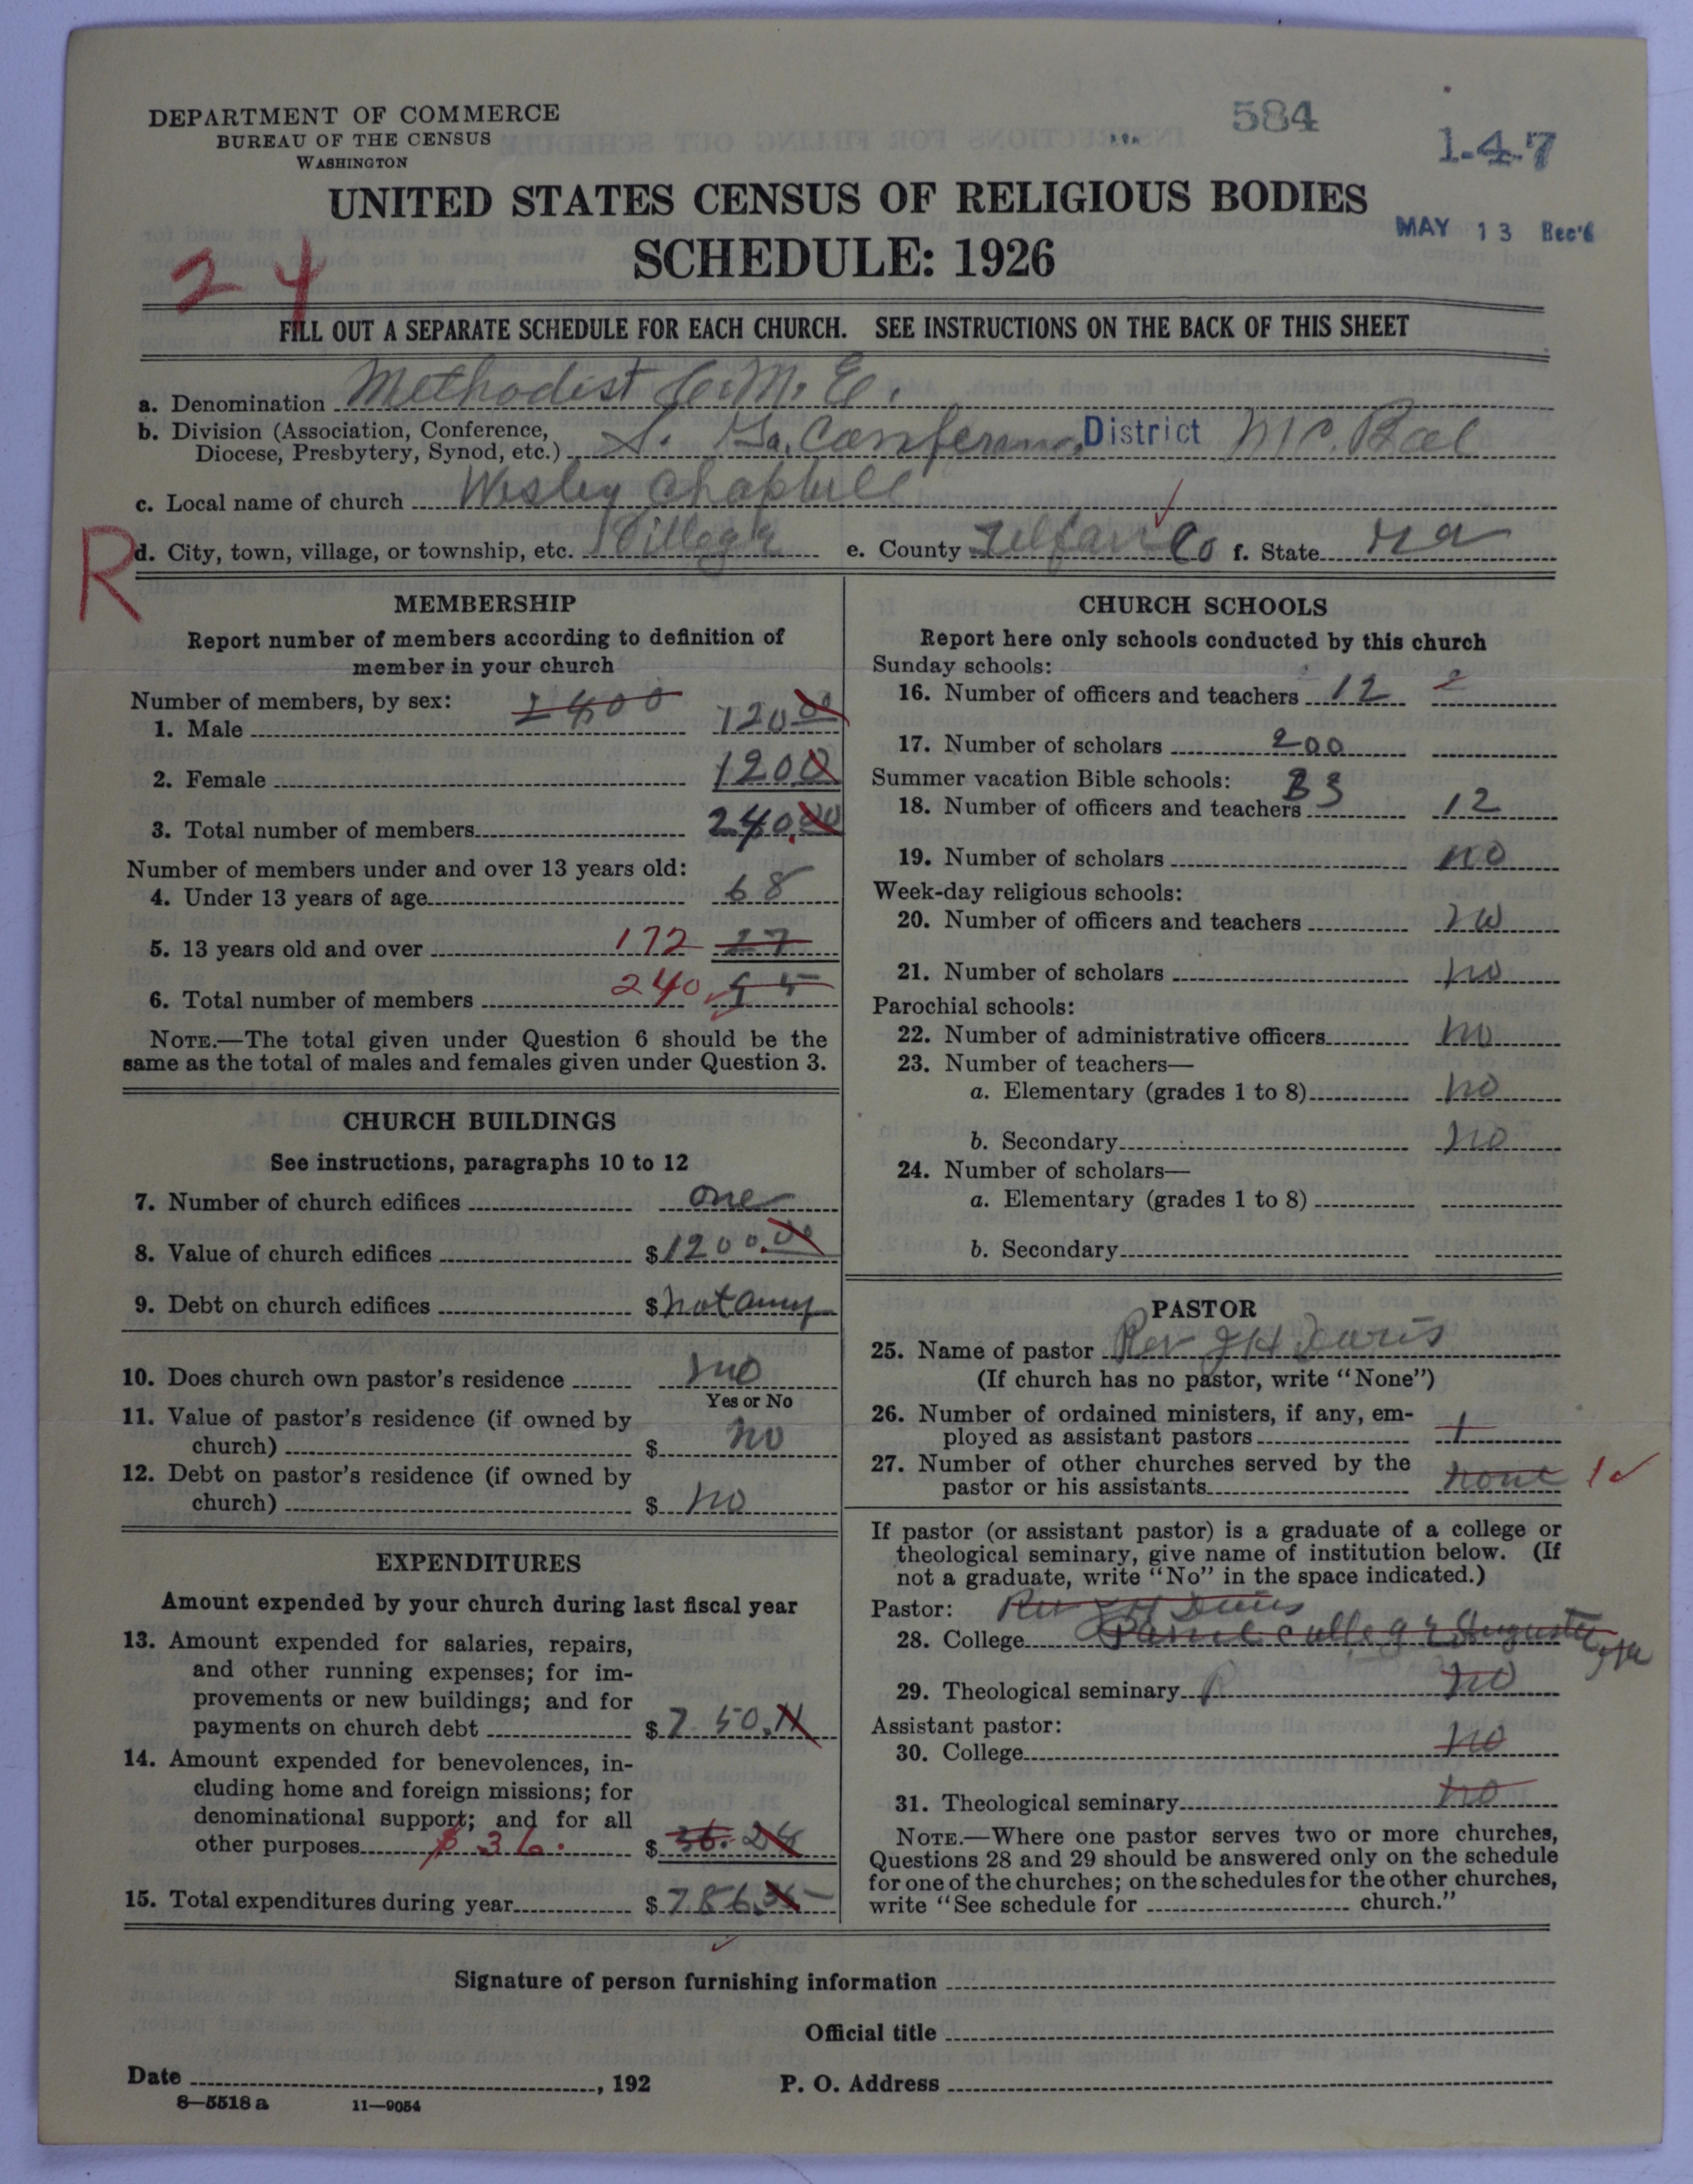 DEPARTMENT OF COMMERCE
BUREAU OF THE CENSUS
WASHINGTON
584
1-4-7
UNITED STATES CENSUS OF RELIGIOUS BODIES
SCHEDULE: 1926
MAY 13 Rec'd
24
FILL OUT A SEPARATE SCHEDULE FOR EACH CHURCH. SEE INSTRUCTIONS ON THE BACK OF THIS SHEET
a. Denomination Methodist C. M. E.
b. Division (Association, Conference, Diocese, Presbytery, Synod, etc.) S. Ga. Conference District McRae
c. Local name of church Wesley Chaphell
R
d. City, town, village, or township, etc. Village e. County Telfair Co f. State Ga
MEMBERSHIP
Report number of members according to definition of
member in your church
Number of members, by sex: 2400
1. Male 120 00
2. Female 1200
3. Total number of members 240.00
Number of members under and over 13 years old:
4. Under 13 years of age 68
5. 13 years old and over 172 27
6. Total number of members 240
NOTE.—The total given under Question 6 should be the
same as the total of males and females given under Question 3.
CHURCH BUILDINGS
See instructions, paragraphs 10 to 12
7. Number of church edifices one
8. Value of church edifices $1200.00
9. Debt on church edifices $ not any
10. Does church own pastor's residence no
Yes or No
11. Value of pastor's residence (if owned by
church) $ no
12. Debt on pastor's residence (if owned by
church) $ no
EXPENDITURES
Amount expended by your church during last fiscal year
13. Amount expended for salaries, repairs,
and other running expenses; for im-
provements or new buildings; and for
payments on church debt $750.11
14. Amount expended for benevolences, in-
cluding home and foreign missions; for
denominational support; and for all
other purposes $36. $ 36.24
15. Total expenditures during year $786.35
CHURCH SCHOOLS
Report here only schools conducted by this church
Sunday schools:
16. Number of officers and teachers 12
17. Number of scholars 200
Summer vacation Bible schools:
18. Number of officers and teachers 12
19. Number of scholars no
Week-day religious schools:
20. Number of officers and teachers no
21. Number of scholars no
Parochial schools:
22. Number of administrative officers no
23. Number of teachers—
a. Elementary (grades 1 to 8) no
b. Secondary no
24. Number of scholars—
a. Elementary (grades 1 to 8)
b. Secondary
PASTOR
25. Name of pastor Rev J H Davis
(If church has no pastor, write "None")
26. Number of ordained ministers, if any, em-
ployed as assistant pastors 1
27. Number of other churches served by the
pastor or his assistants none 1
If pastor (or assistant pastor) is a graduate of a college or
theological seminary, give name of institution below. (If
not a graduate, write "No" in the space indicated.)
Pastor: Rev J H Davis
28. College Paine College Augusta Ga
29. Theological seminary no
Assistant pastor:
30. College no
31. Theological seminary no
NOTE.—Where one pastor serves two or more churches,
Questions 28 and 29 should be answered only on the schedule
for one of the churches; on the schedules for the other churches,
write "See schedule for church."
Signature of person furnishing information
Official title
Date , 192 P. O. Address
8—5518 a 11—9054